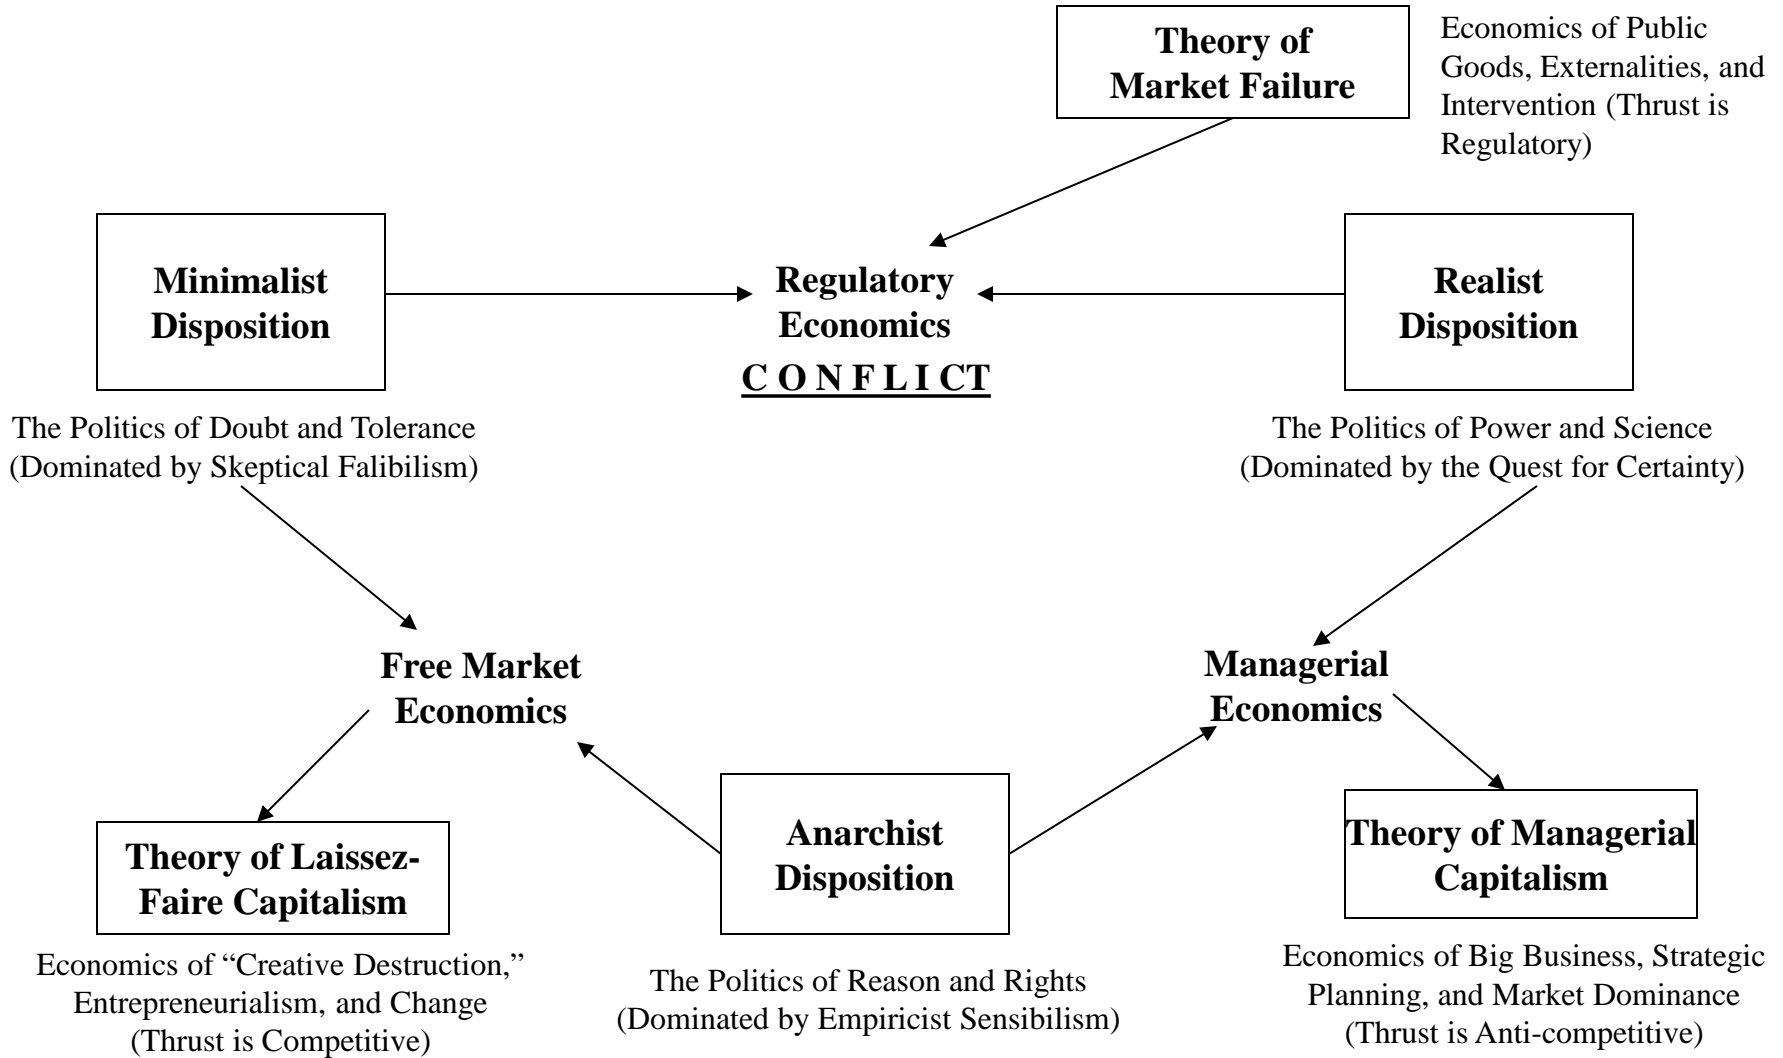 Theory of
Market Failure
Economics of Public
Goods, Externalities, and
Intervention (Thrust is
Regulatory)
Minimalist
Disposition
Regulatory
Economics
C O N F L I CT
Realist
Disposition
The Politics of Doubt and Tolerance
(Dominated by Skeptical Falibilism)
The Politics of Power and Science
(Dominated by the Quest for Certainty)
Free Market
Economics
Managerial
Economics
Theory of Laissez-
Faire Capitalism
Anarchist
Disposition
Theory of Managerial
Capitalism
Economics of “Creative Destruction,”
Entrepreneurialism, and Change
(Thrust is Competitive)
The Politics of Reason and Rights
(Dominated by Empiricist Sensibilism)
Economics of Big Business, Strategic
Planning, and Market Dominance
(Thrust is Anti-competitive)